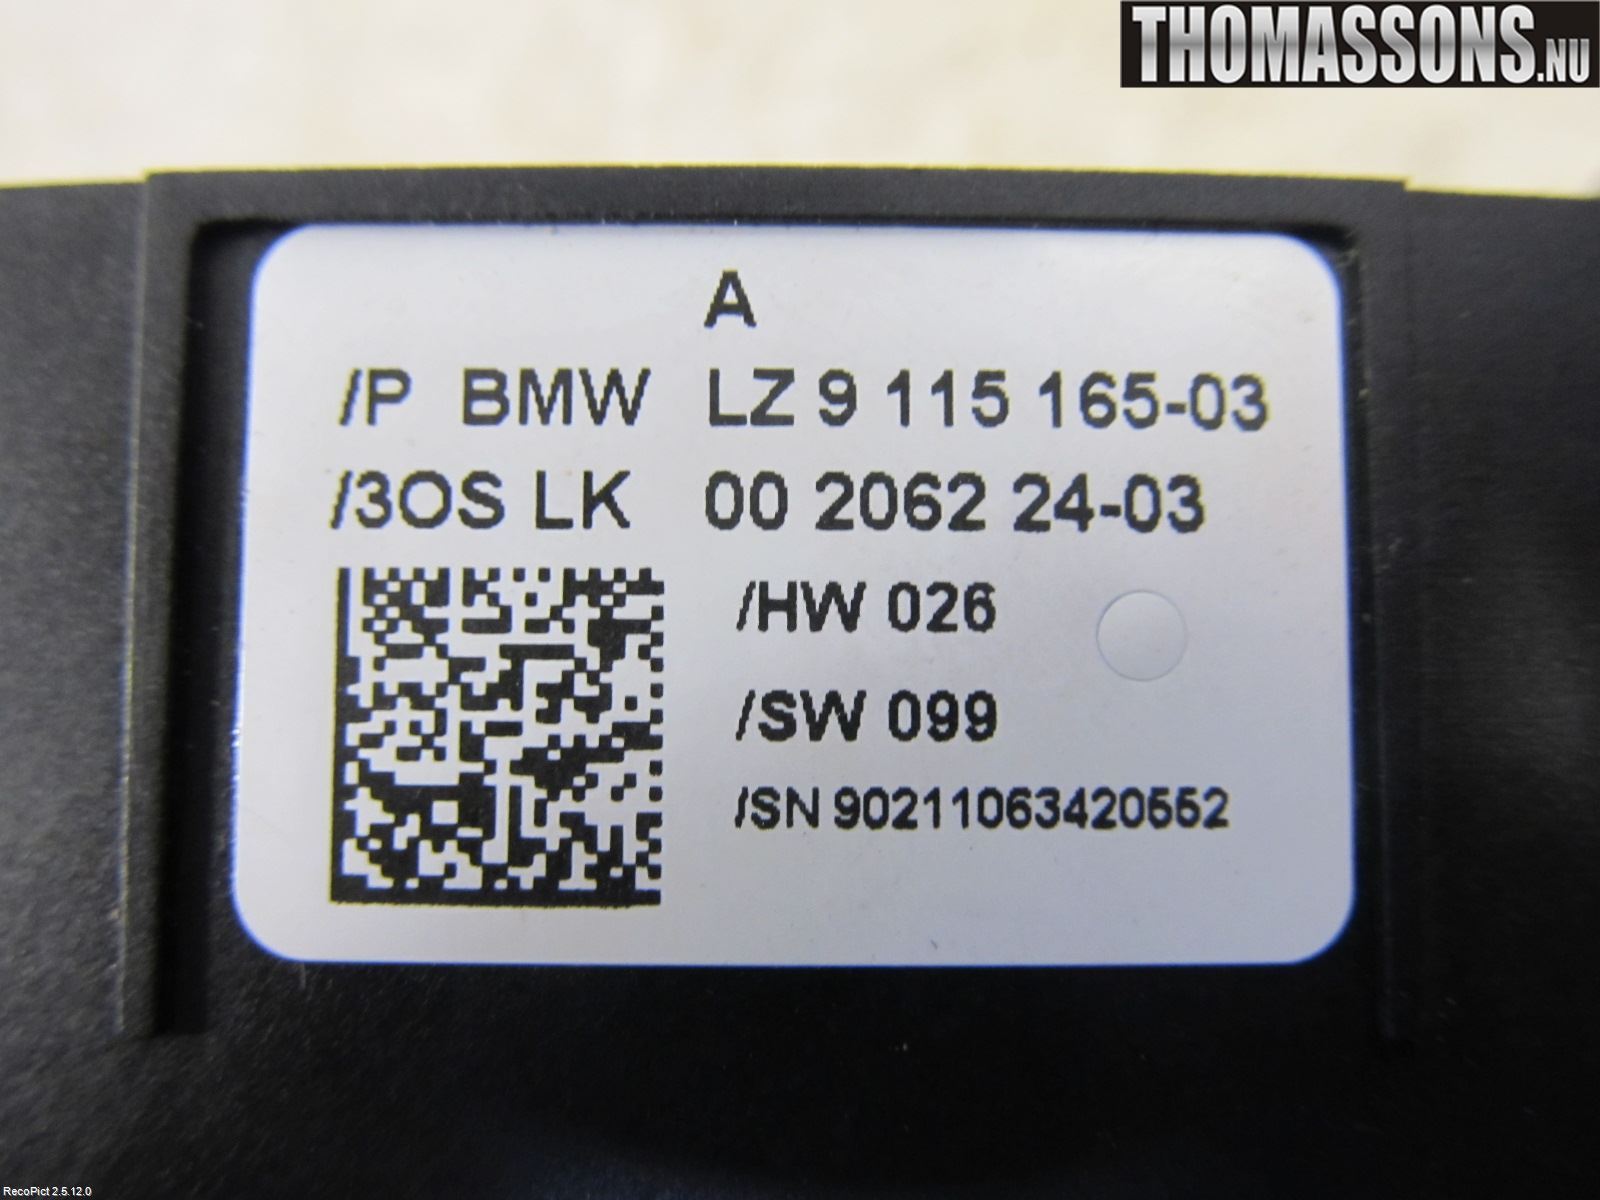 THOMASSONS.NU
A
/P BMW LZ 9 115 165-03
/3OS LK 00 2062 24-03
/HW 026
/SW 099
/SN 90211063420552
RecoPict 2.5.12.0